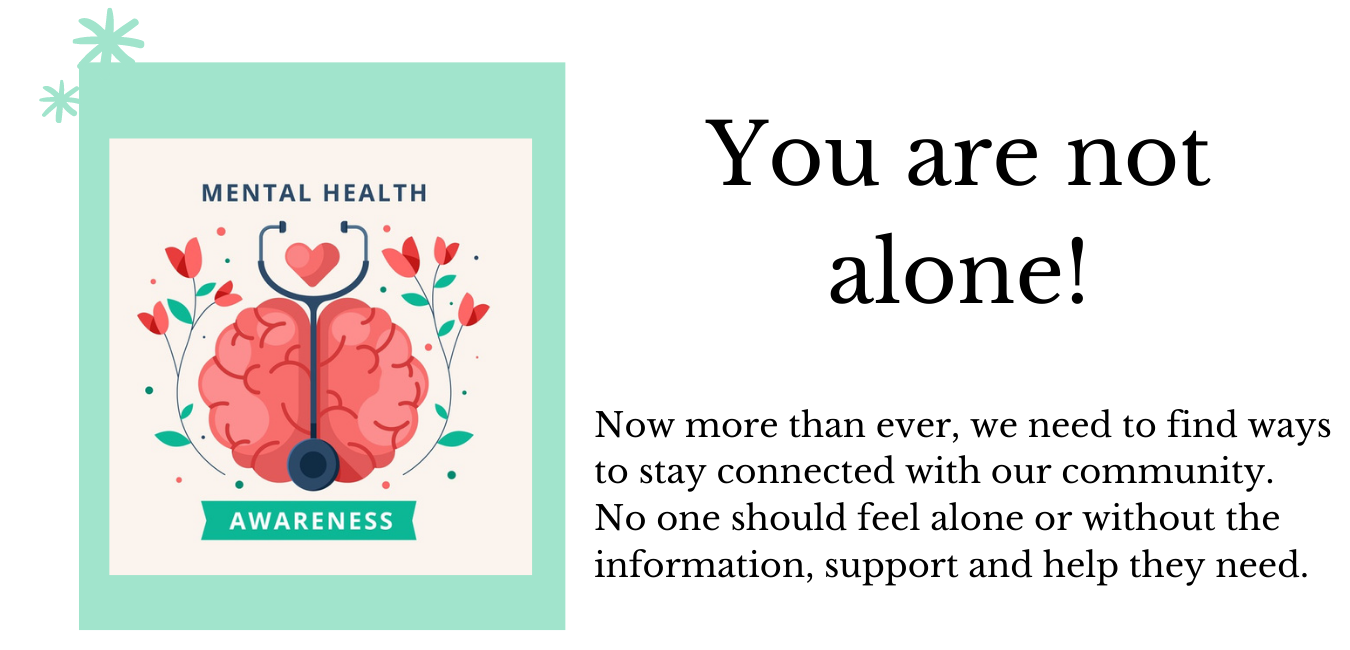 MENTAL HEALTH
AWARENESS
You are not
alone!
Now more than ever, we need to find ways
to stay connected with our community.
No one should feel alone or without the
information, support and help they need.